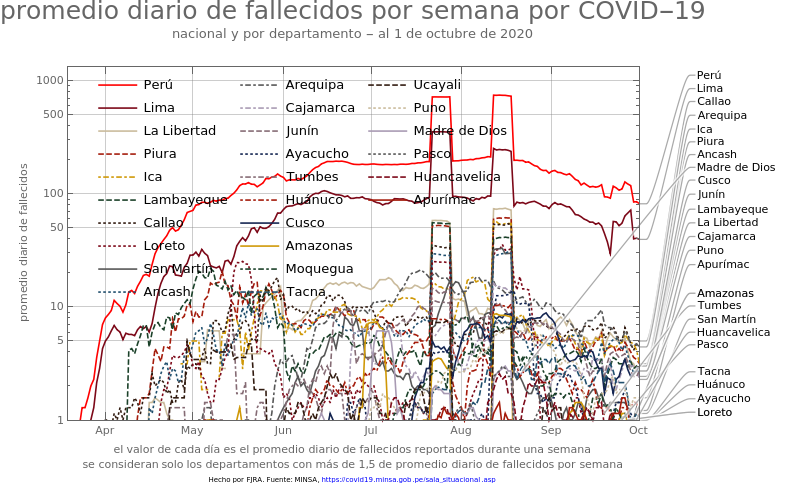 promedio diario de fallecidos por semana por COVID−19
nacional y por departamento − al 1 de octubre de 2020
promedio diario de fallecidos
1000
500
100
50
10
5
1
Apr May Jun Jul Aug Sep Oct
Perú
Lima
La Libertad
Piura
Ica
Lambayeque
Callao
Loreto
San Martín
Ancash
Arequipa
Cajamarca
Junín
Ayacucho
Tumbes
Huánuco
Cusco
Amazonas
Moquegua
Tacna
Ucayali
Puno
Madre de Dios
Pasco
Huancavelica
Apurímac
Perú
Lima
Callao
Arequipa
Ica
Piura
Ancash
Madre de Dios
Cusco
Junín
Lambayeque
La Libertad
Cajamarca
Puno
Apurímac
Amazonas
Tumbes
San Martín
Huancavelica
Pasco
Tacna
Huánuco
Ayacucho
Loreto
el valor de cada día es el promedio diario de fallecidos reportados durante una semana
se consideran solo los departamentos con más de 1,5 de promedio diario de fallecidos por semana
Hecho por FJRA. Fuente: MINSA, https://covid19.minsa.gob.pe/sala_situacional.asp